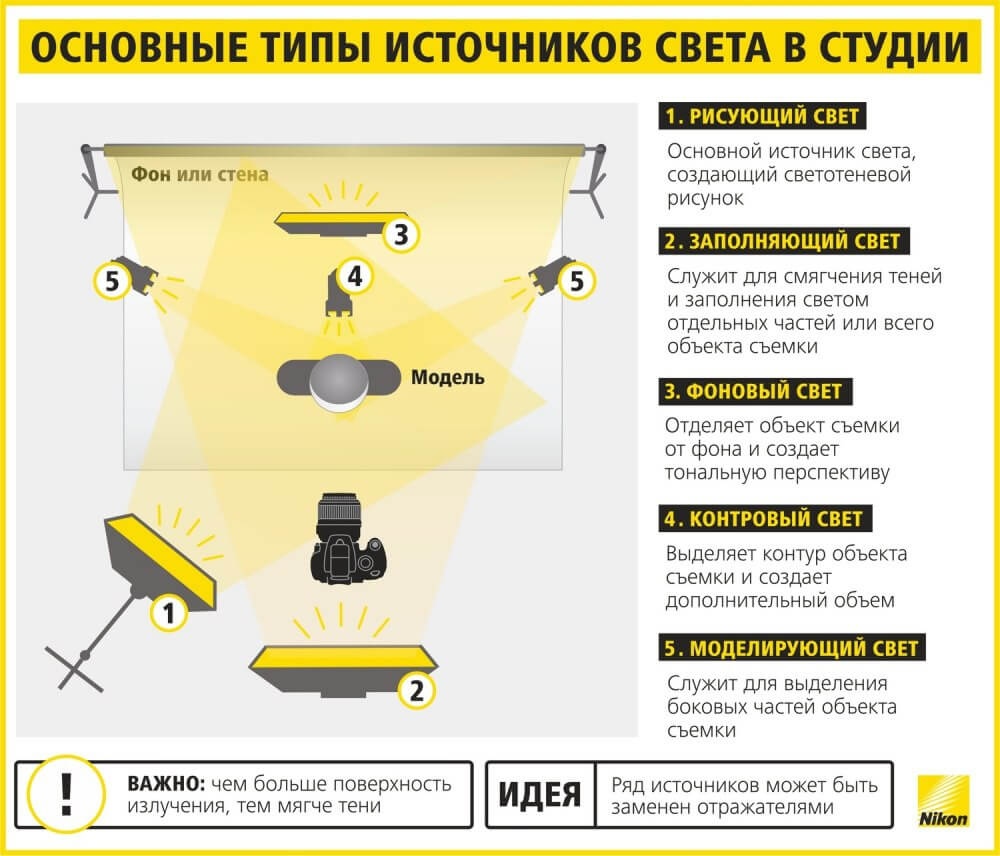 ОСНОВНЫЕ ТИПЫ ИСТОЧНИКОВ СВЕТА В СТУДИИ
Фон или стена
3
4
5
5
Модель
1
2
1. РИСУЮЩИЙ СВЕТ
Основной источник света,
создающий светотеневой
рисунок
2. ЗАПОЛНЯЮЩИЙ СВЕТ
Служит для смягчения теней
и заполнения светом
отдельных частей или всего
объекта съемки
3. ФОНОВЫЙ СВЕТ
Отделяет объект съемки
от фона и создает
тональную перспективу
4. КОНТРОВЫЙ СВЕТ
Выделяет контур объекта
съемки и создает
дополнительный объем
5. МОДЕЛИРУЮЩИЙ СВЕТ
Служит для выделения
боковых частей объекта
съемки
!
ВАЖНО: чем больше поверхность
излучения, тем мягче тени
ИДЕЯ
Ряд источников может быть
заменен отражателями
Nikon